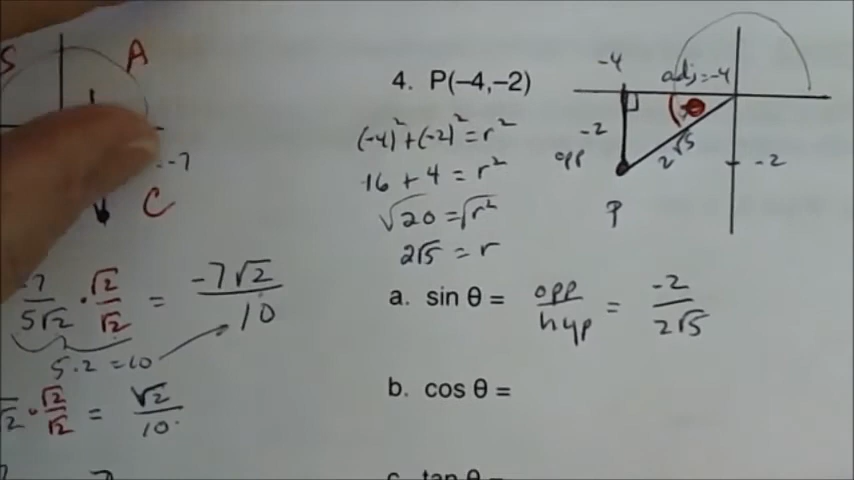 S A
-7
C
-7/5√2 · √2/√2 = -7√2/10
5·2=10
√2/√2 = √2/10
4. P(-4,-2)
(-4)²+(-2)²=r²
16 + 4 = r²
√20 = √r²
2√5 = r
-4
adj=-4
θ
-2
opp
2√5
-2
P
a. sin θ = opp/hyp = -2/2√5
b. cos θ =
c. tan θ =